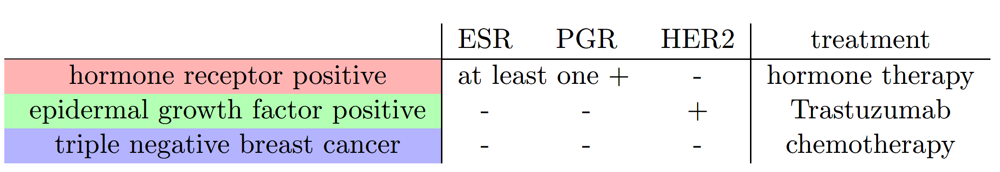 ESR PGR HER2 treatment
hormone receptor positive at least one + - hormone therapy
epidermal growth factor positive - - + Trastuzumab
triple negative breast cancer - - - chemotherapy